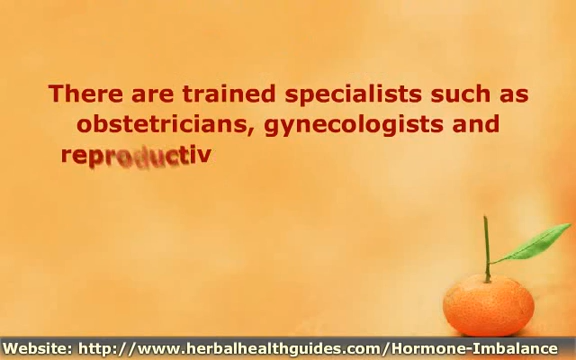 There are trained specialists such as
obstetricians, gynecologists and
reproductiv
Website: http://www.herbalhealthguides.com/Hormone-Imbalance